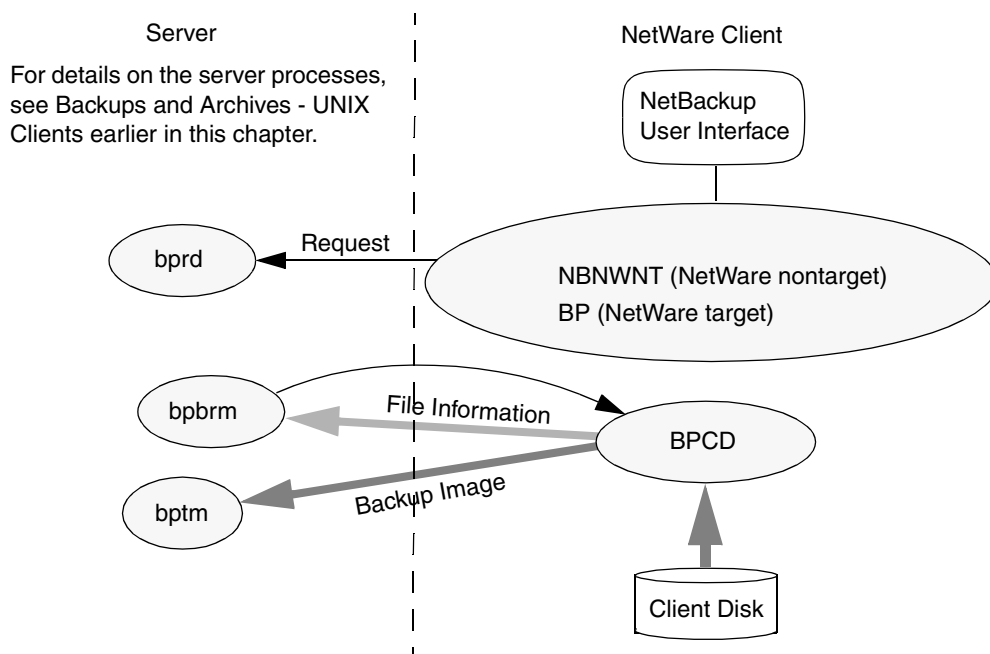 Server
NetWare Client
For details on the server processes,
see Backups and Archives - UNIX
Clients earlier in this chapter.
NetBackup
User Interface
bprd
Request
NBNWNT (NetWare nontarget)
BP (NetWare target)
bpbrm
File Information
BPCD
bptm
Backup Image
Client Disk